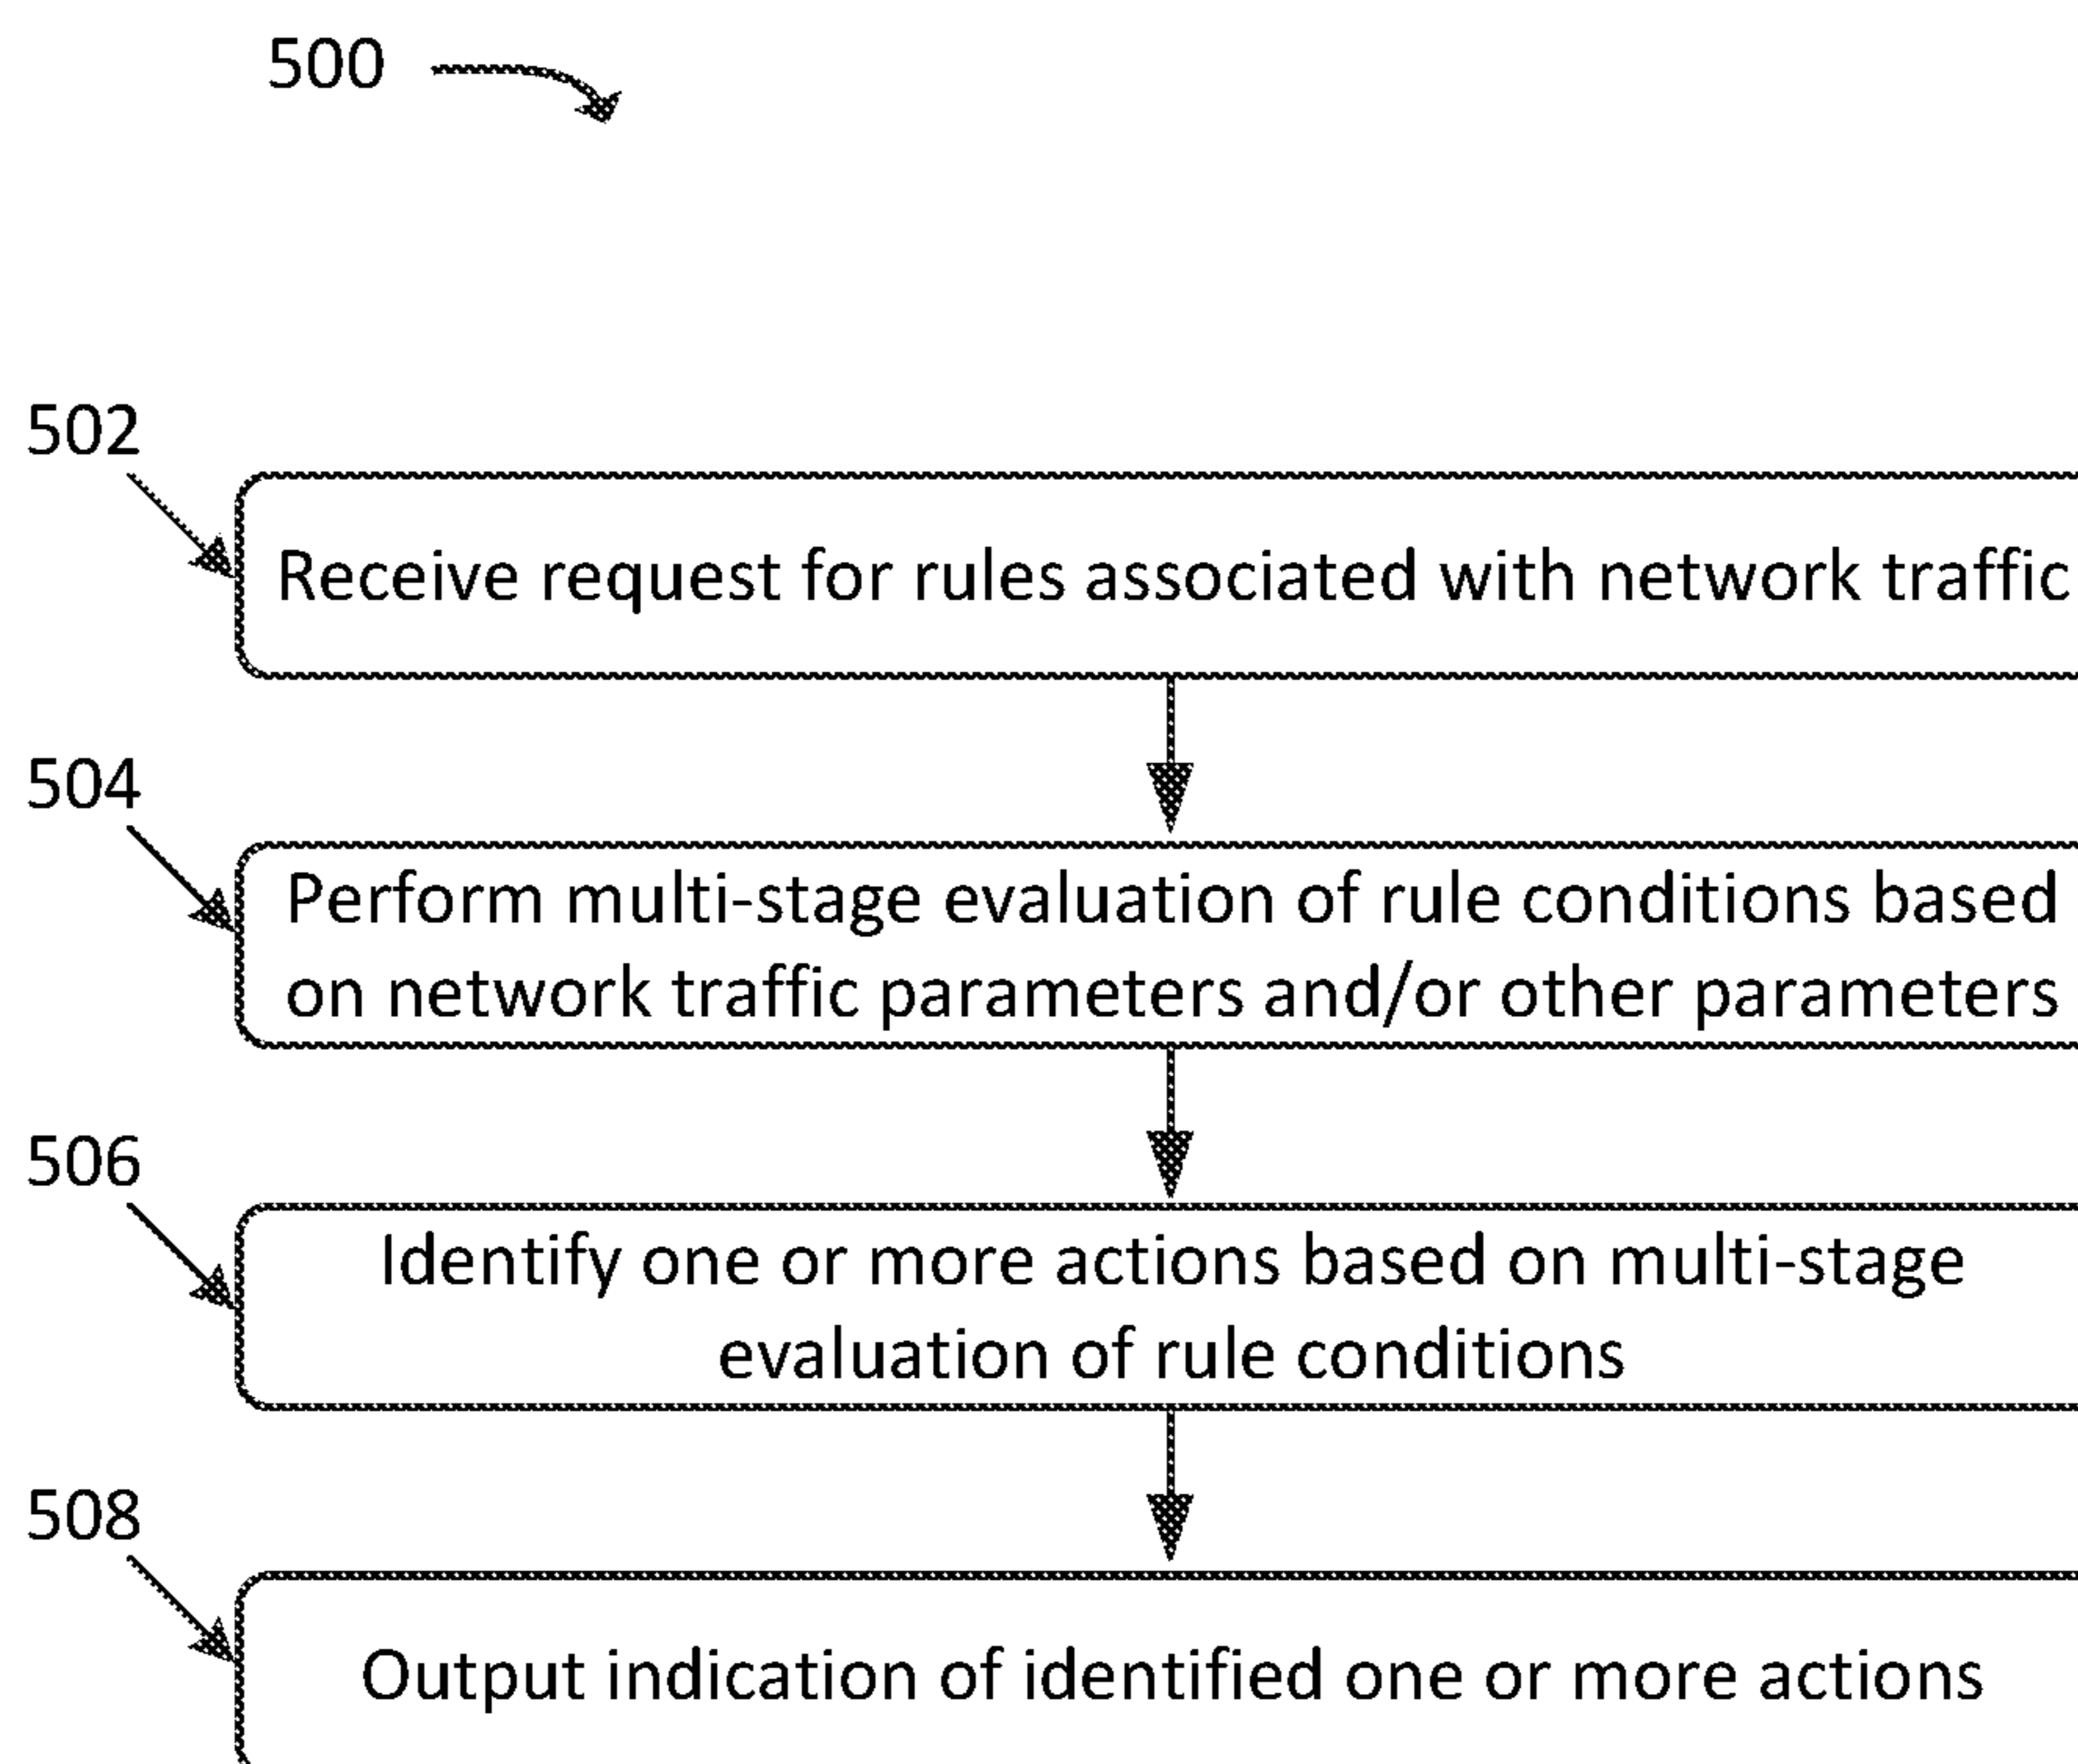 500
502
Receive request for rules associated with network traffic
504
Perform multi-stage evaluation of rule conditions based
on network traffic parameters and/or other parameters
506
Identify one or more actions based on multi-stage
evaluation of rule conditions
508
Output indication of identified one or more actions